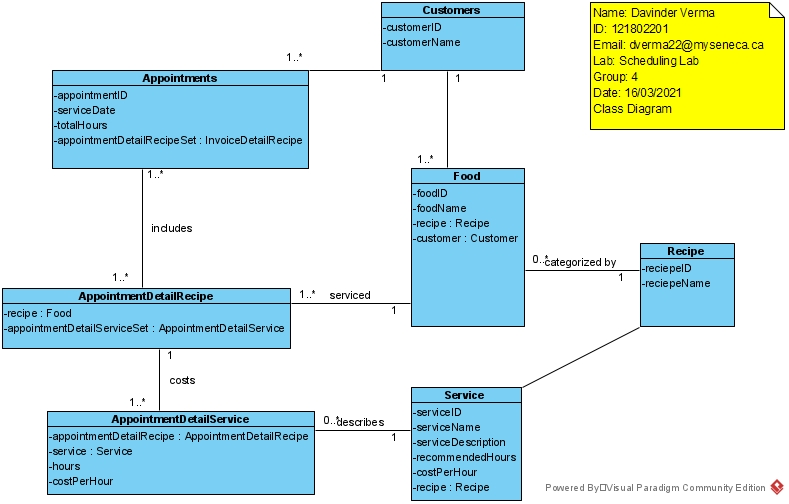 Customers
-customerID
-customerName
Name: Davinder Verma
ID: 121802201
Email: dverma22@myseneca.ca
Lab: Scheduling Lab
Group: 4
Date: 16/03/2021
Class Diagram
1..*
1
1
Appointments
-appointmentID
-serviceDate
-totalHours
-appointmentDetailRecipeSet : InvoiceDetailRecipe
1..*
1..*
Food
-foodID
-foodName
-recipe : Recipe
-customer : Customer
includes
Recipe
-reciepeID
-reciepeName
0..*
categorized by
1
1..*
AppointmentDetailRecipe
-recipe : Food
-appointmentDetailServiceSet : AppointmentDetailService
1..*
serviced
1
1
costs
1..*
AppointmentDetailService
-appointmentDetailRecipe : AppointmentDetailRecipe
-service : Service
-hours
-costPerHour
0..*
describes
1
Service
-serviceID
-serviceName
-serviceDescription
-recommendedHours
-costPerHour
-recipe : Recipe
Powered By Visual Paradigm Community Edition